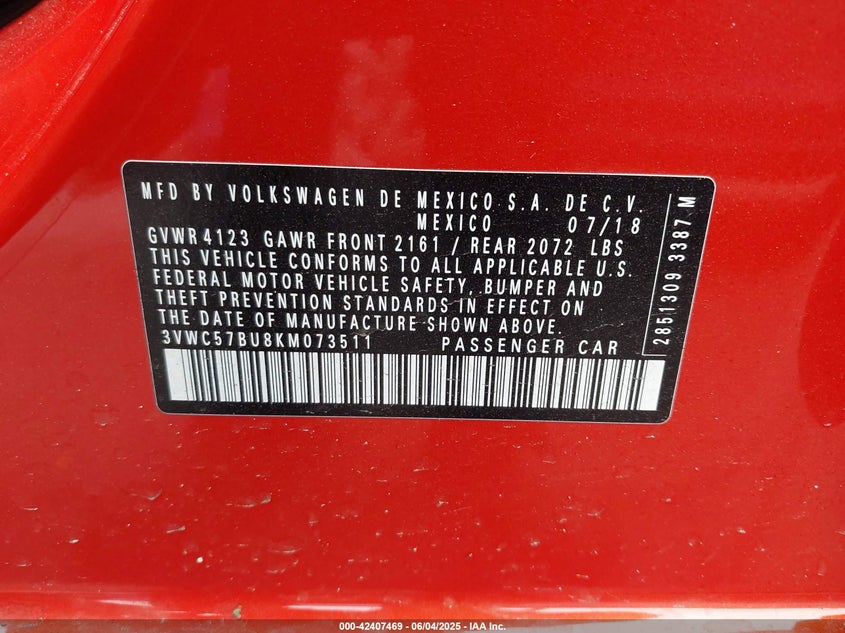 MFD BY VOLKSWAGEN DE MEXICO S.A. DE C.V.
MEXICO 07/18
GVWR 4123 GAWR FRONT 2161 / REAR 2072 LBS
THIS VEHICLE CONFORMS TO ALL APPLICABLE U.S.
FEDERAL MOTOR VEHICLE SAFETY, BUMPER AND
THEFT PREVENTION STANDARDS IN EFFECT ON
THE DATE OF MANUFACTURE SHOWN ABOVE.
3VWC57BU8KM073511 PASSENGER CAR
2851309 3387 M
000-42407469 - 06/04/2025 - IAA Inc.